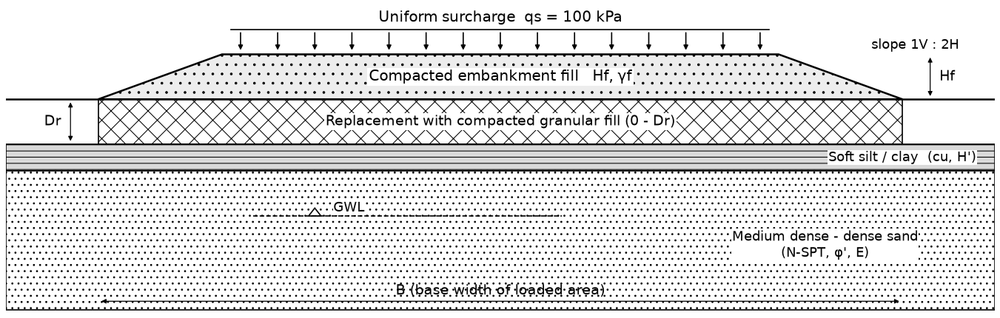 Uniform surcharge  qs = 100 kPa
slope 1V : 2H
Compacted embankment fill   Hf, γf
Hf
Dr
Replacement with compacted granular fill (0 - Dr)
Soft silt / clay  (cu, H')
GWL
Medium dense - dense sand
(N-SPT, φ', E)
B (base width of loaded area)